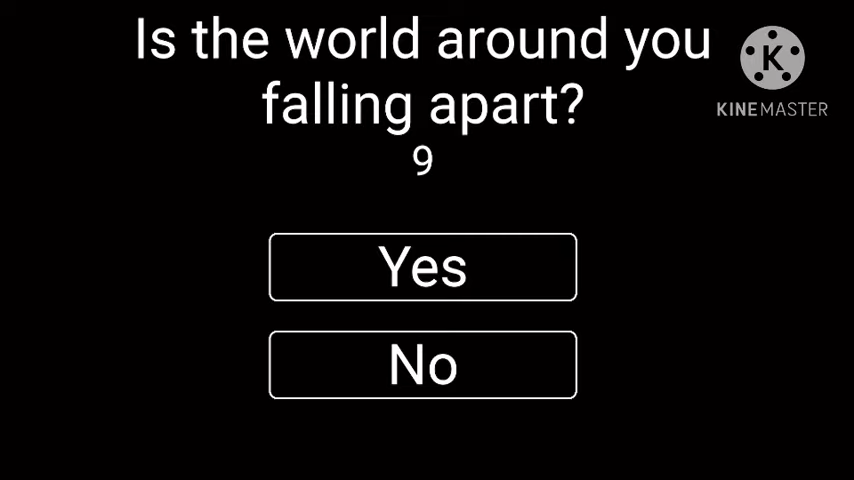 Is the world around you
falling apart?
9
Yes
No
K
KINEMASTER